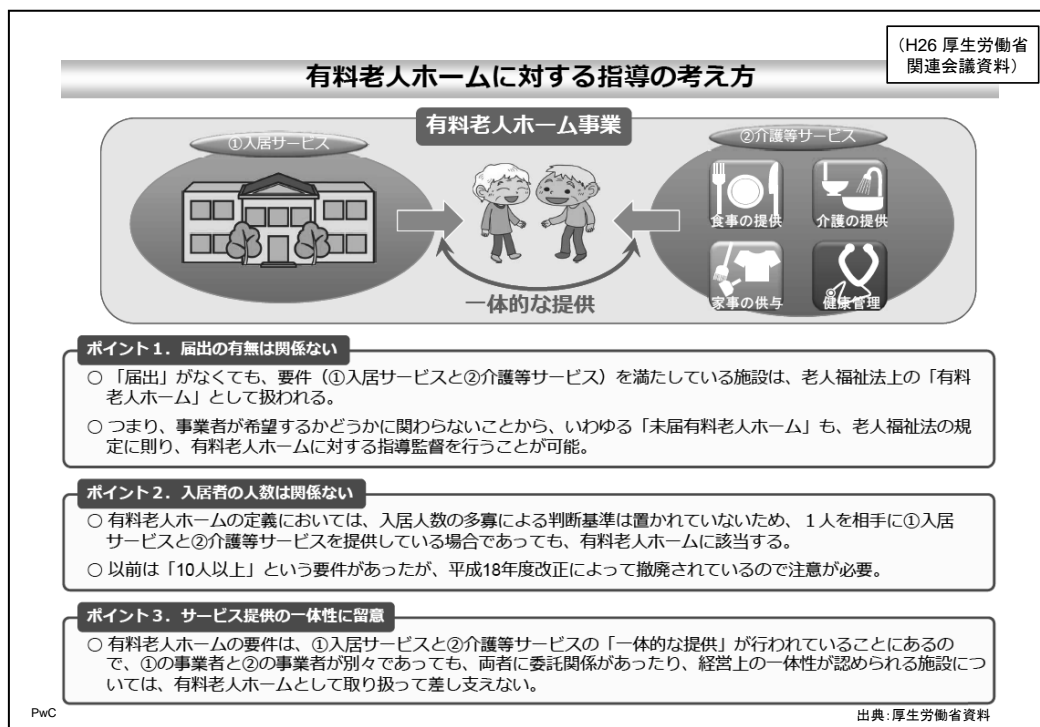 (H26 厚生労働省
関連会議資料)
有料老人ホームに対する指導の考え方
有料老人ホーム事業
①入居サービス
②介護等サービス
食事の提供
介護の提供
家事の供与
健康管理
一体的な提供
ポイント1．届出の有無は関係ない
○ 「届出」がなくても、要件（①入居サービスと②介護等サービス）を満たしている施設は、老人福祉法上の「有料
老人ホーム」として扱われる。
○ つまり、事業者が希望するかどうかに関わらないことから、いわゆる「未届有料老人ホーム」も、老人福祉法の規
定に則り、有料老人ホームに対する指導監督を行うことが可能。
ポイント2．入居者の人数は関係ない
○ 有料老人ホームの定義においては、入居人数の多寡による判断基準は置かれていないため、１人を相手に①入居
サービスと②介護等サービスを提供している場合であっても、有料老人ホームに該当する。
○ 以前は「10人以上」という要件があったが、平成18年度改正によって撤廃されているので注意が必要。
ポイント3．サービス提供の一体性に留意
○ 有料老人ホームの要件は、①入居サービスと②介護等サービスの「一体的な提供」が行われていることにあるの
で、①の事業者と②の事業者が別々であっても、両者に委託関係があったり、経営上の一体性が認められる施設につ
いては、有料老人ホームとして取り扱って差し支えない。
PwC
出典：厚生労働省資料